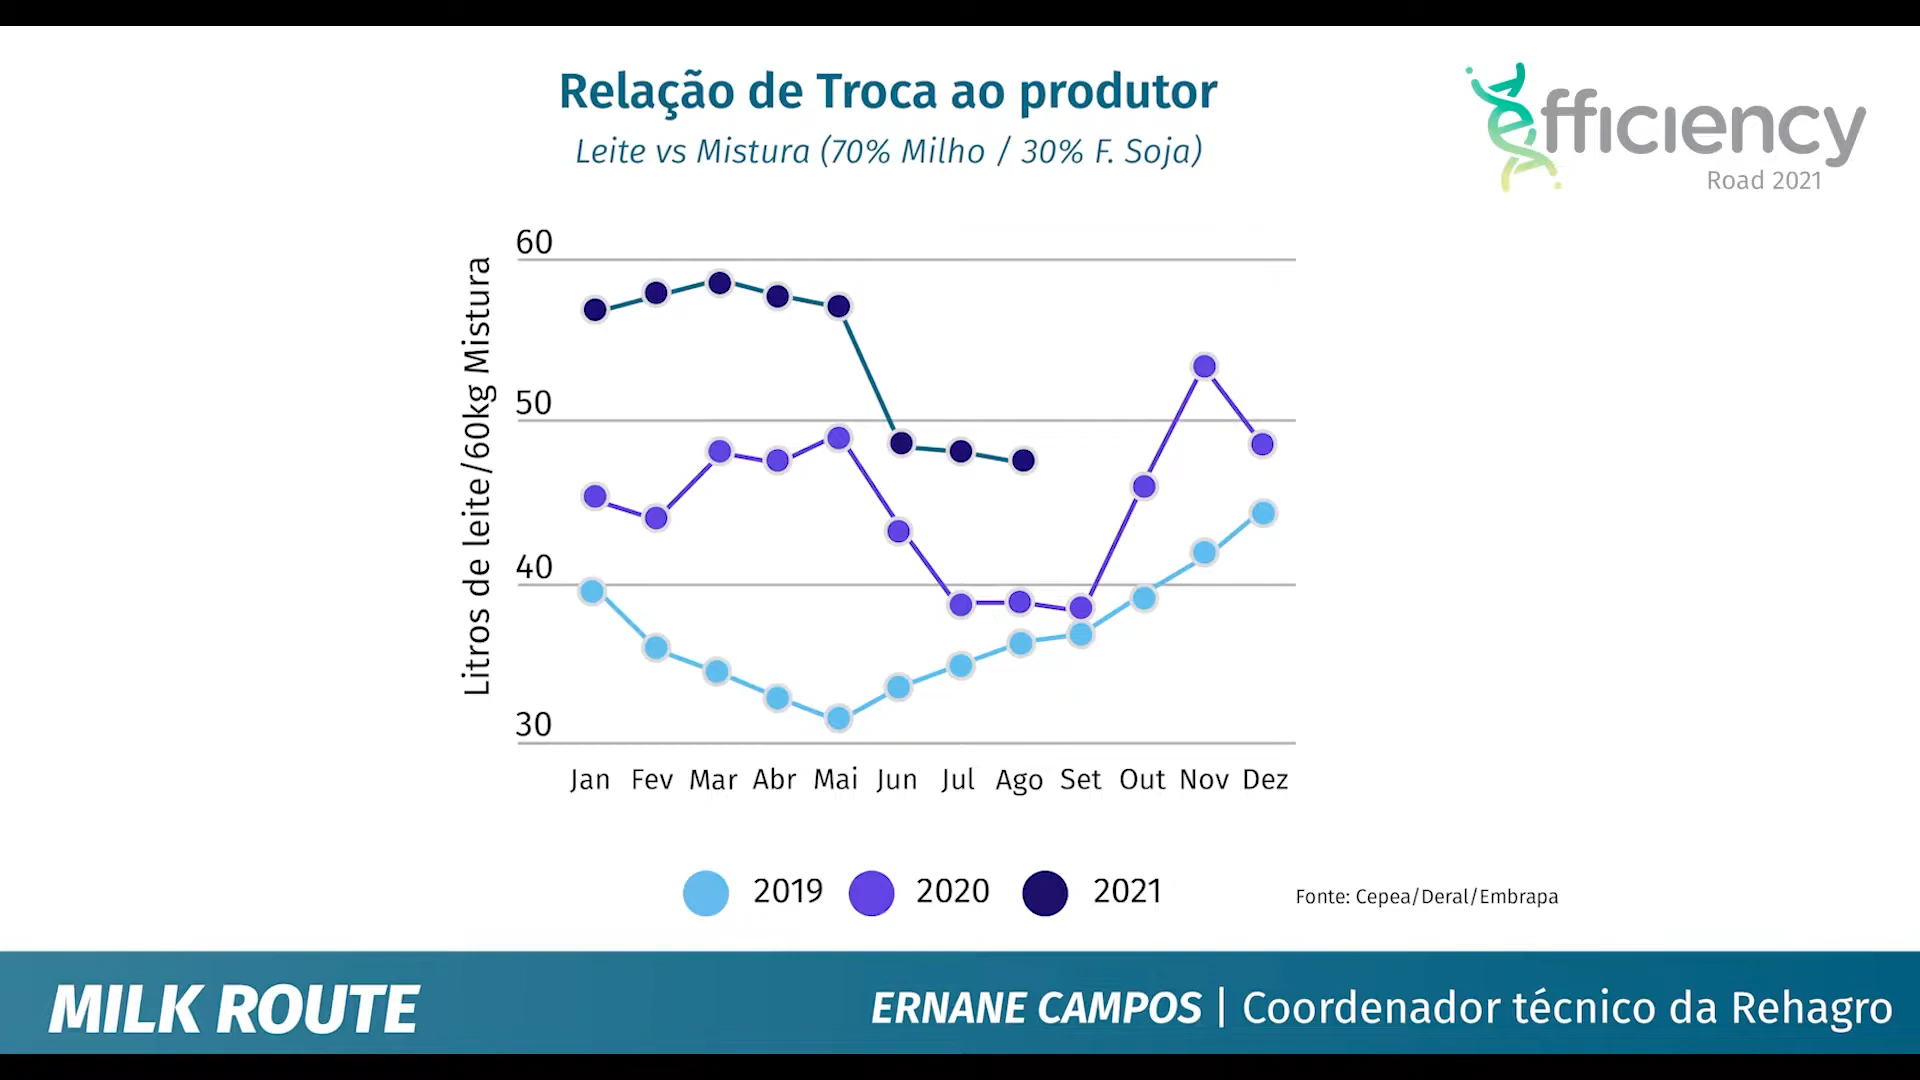 Relação de Troca ao produtor
Leite vs Mistura (70% Milho / 30% F. Soja)
efficiency
Road 2021
Litros de leite/60kg Mistura
60
50
40
30
Jan Fev Mar Abr Mai Jun Jul Ago Set Out Nov Dez
2019 2020 2021
Fonte: Cepea/Deral/Embrapa
MILK ROUTE
ERNANE CAMPOS | Coordenador técnico da Rehagro